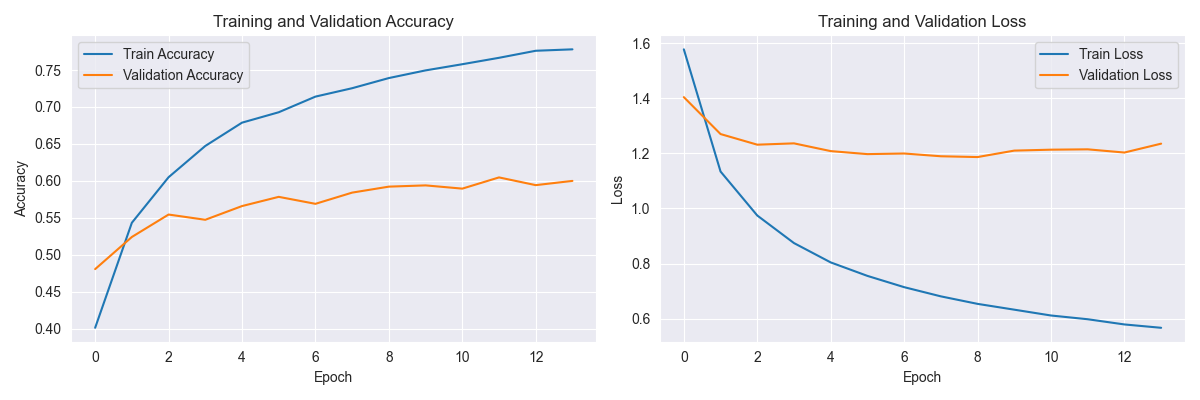 Training and Validation Accuracy
Train Accuracy
Validation Accuracy
0.75
0.70
0.65
0.60
0.55
0.50
0.45
0.40
Accuracy
0 2 4 6 8 10 12
Epoch
Training and Validation Loss
Train Loss
Validation Loss
1.6
1.4
1.2
1.0
0.8
0.6
Loss
0 2 4 6 8 10 12
Epoch